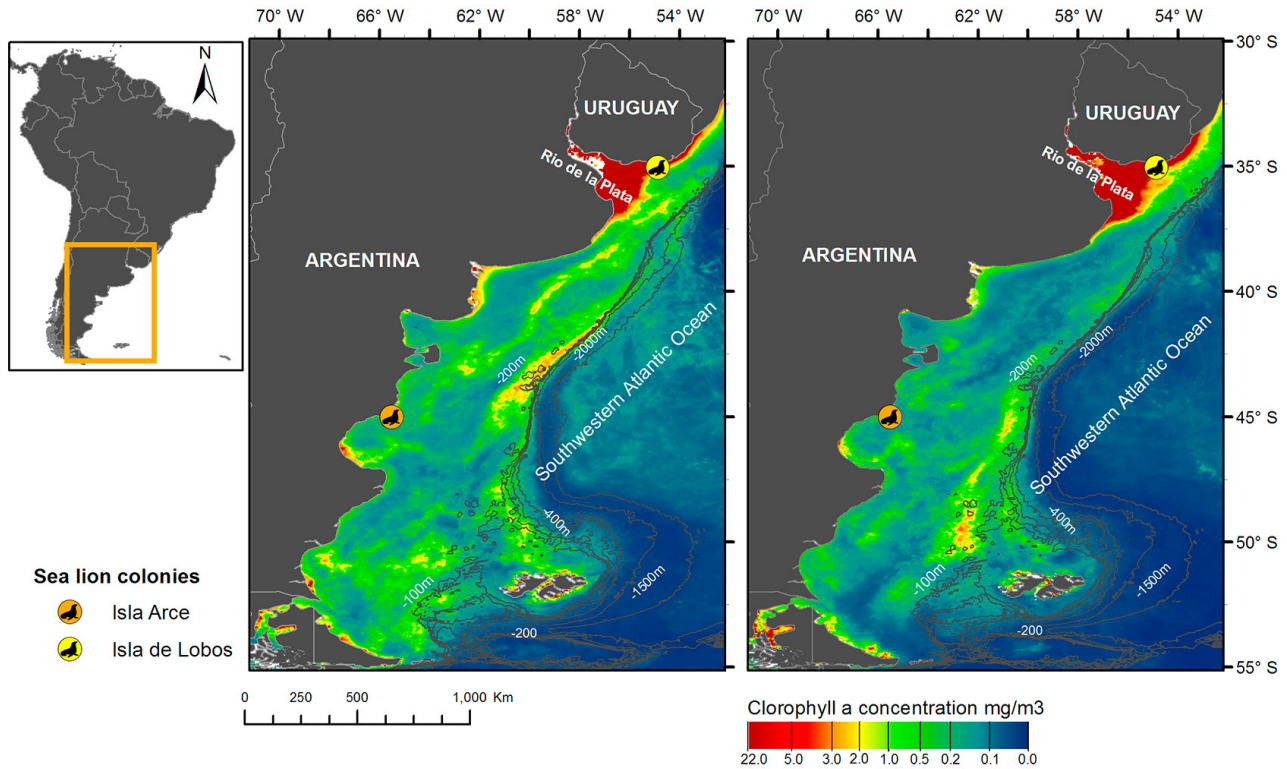 70° W 66° W 62° W 58° W 54° W
70° W 66° W 62° W 58° W 54° W
N
30° S
35° S
40° S
45° S
50° S
55° S
URUGUAY
Rio de la Plata
ARGENTINA
Southwestern Atlantic Ocean
-200m
-2000m
-400m
-1500m
-100m
-200
URUGUAY
Rio de la Plata
ARGENTINA
Southwestern Atlantic Ocean
-200m
-2000m
-400m
-1500m
-100m
-200
Sea lion colonies
Isla Arce
Isla de Lobos
0 250 500 1,000 Km
Clorophyll a concentration mg/m3
22.0 5.0 3.0 2.0 1.0 0.5 0.2 0.1 0.0